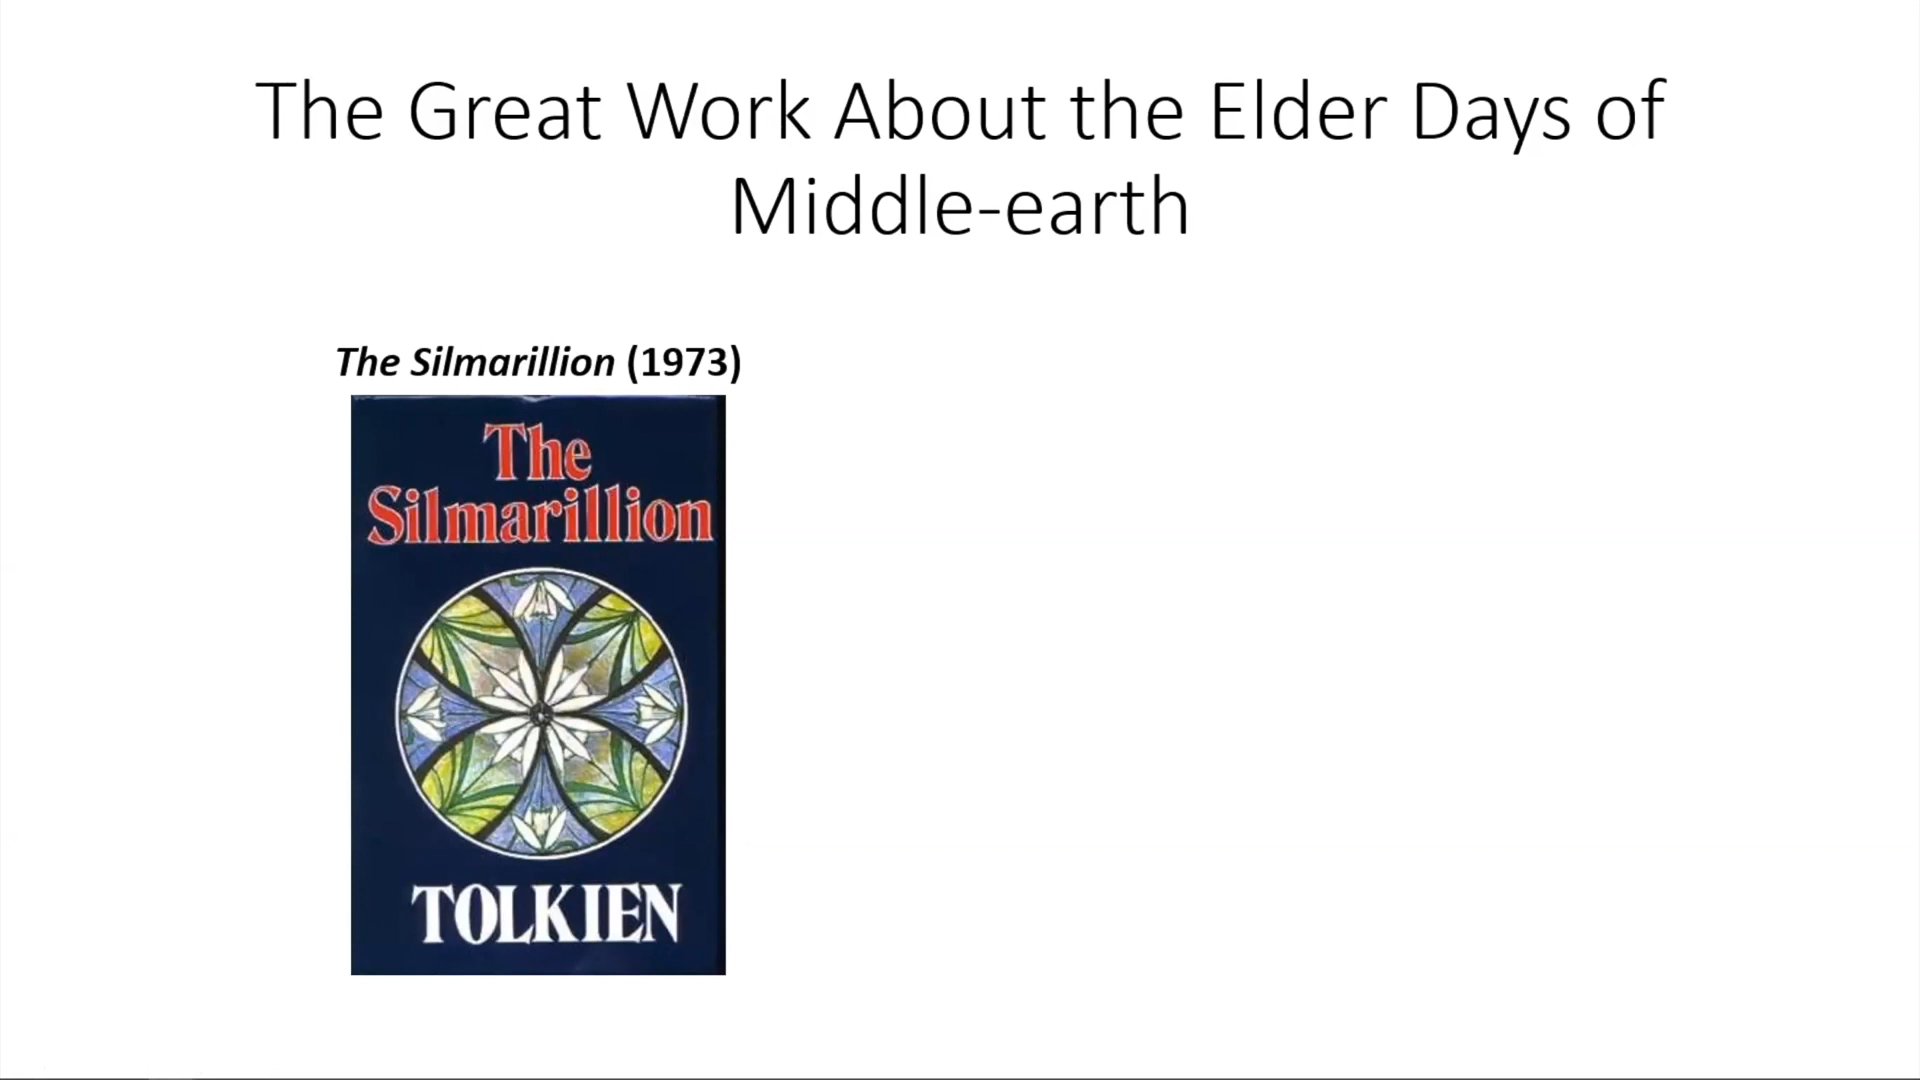 The Great Work About the Elder Days of
Middle-earth
The Silmarillion (1973)
The
Silmarillion
TOLKIEN